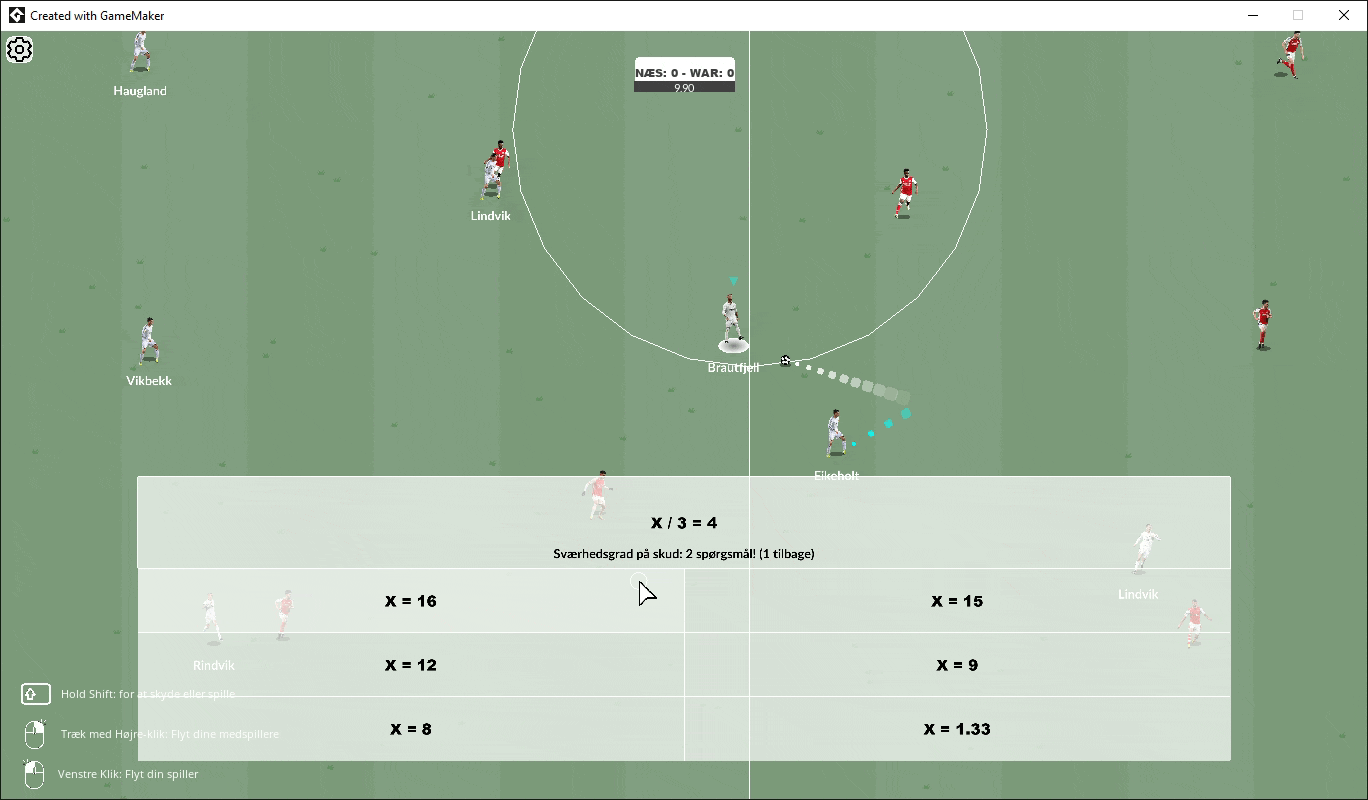 Created with GameMaker
NÆS: 0 - WAR: 0
9.90
Haugland
Lindvik
Brautfjell
Vikbekk
Eikeholt
X / 3 = 4
Sværhedsgrad på skud: 2 spørgsmål! (1 tilbage)
X = 16
X = 15
Lindvik
X = 12
X = 9
Rindvik
Hold Shift: for at skyde eller spille
X = 8
X = 1.33
Træk med Højre-klik: Flyt dine medspillere
Venstre Klik: Flyt din spiller